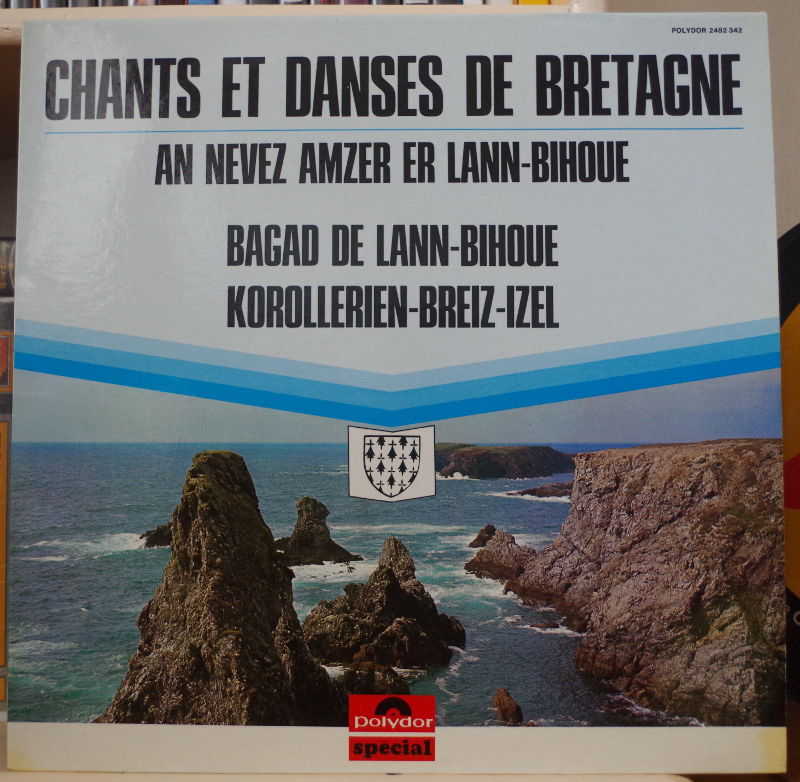 POLYDOR 2482 342
CHANTS ET DANSES DE BRETAGNE
AN NEVEZ AMZER ER LANN-BIHOUE
BAGAD DE LANN-BIHOUE
KOROLLERIEN-BREIZ-IZEL
polydor
special